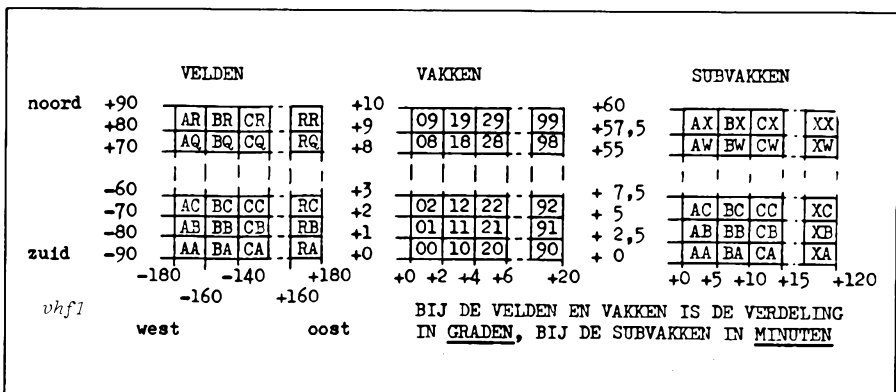 VELDEN VAKKEN SUBVAKKEN
noord +90 +10 +60
AR BR CR RR 09 19 29 99 AX BX CX XX
+80 +9 +57,5
AQ BQ CQ RQ 08 18 28 98 AW BW CW XW
+70 +8 +55
-60 +3 + 7,5
AC BC CC RC 02 12 22 92 AC BC CC XC
-70 +2 + 5
AB BB CB RB 01 11 21 91 AB BB CB XB
-80 +1 + 2,5
AA BA CA RA 00 10 20 90 AA BA CA XA
zuid -90 +0 + 0
-180 -140 +180 +0 +2 +4 +6 +20 +0 +5 +10 +15 +120
-160 +160
vhf1
west oost
BIJ DE VELDEN EN VAKKEN IS DE VERDELING
IN GRADEN, BIJ DE SUBVAKKEN IN MINUTEN